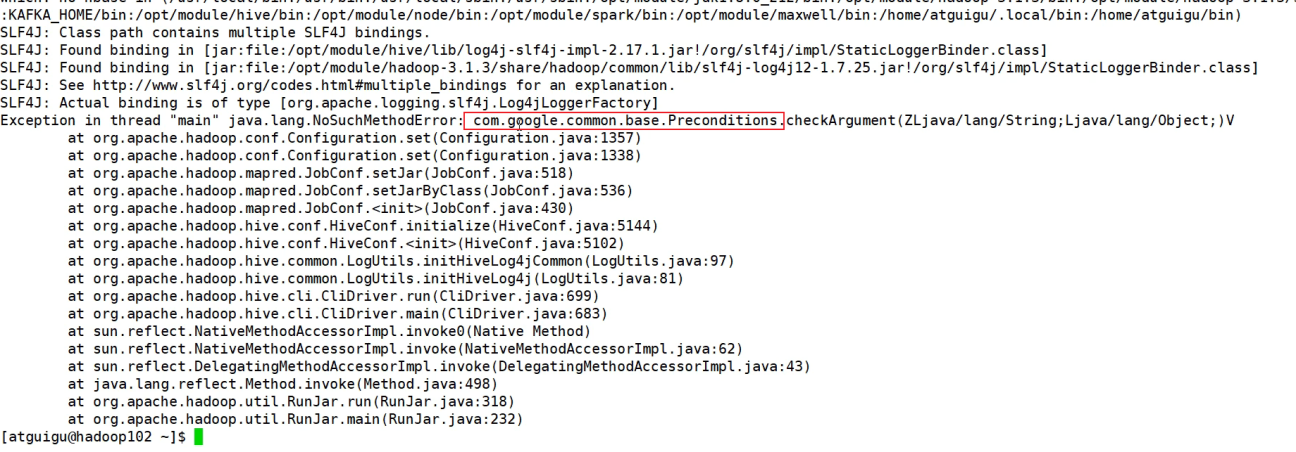 :KAFKA_HOME/bin:/opt/module/hive/bin:/opt/module/node/bin:/opt/module/spark/bin:/opt/module/maxwell/bin:/home/atguigu/.local/bin:/home/atguigu/bin)
SLF4J: Class path contains multiple SLF4J bindings.
SLF4J: Found binding in [jar:file:/opt/module/hive/lib/log4j-slf4j-impl-2.17.1.jar!/org/slf4j/impl/StaticLoggerBinder.class]
SLF4J: Found binding in [jar:file:/opt/module/hadoop-3.1.3/share/hadoop/common/lib/slf4j-log4j12-1.7.25.jar!/org/slf4j/impl/StaticLoggerBinder.class]
SLF4J: See http://www.slf4j.org/codes.html#multiple_bindings for an explanation.
SLF4J: Actual binding is of type [org.apache.logging.slf4j.Log4jLoggerFactory]
Exception in thread "main" java.lang.NoSuchMethodError: com.google.common.base.Preconditions.checkArgument(ZLjava/lang/String;Ljava/lang/Object;)V
at org.apache.hadoop.conf.Configuration.set(Configuration.java:1357)
at org.apache.hadoop.conf.Configuration.set(Configuration.java:1338)
at org.apache.hadoop.mapred.JobConf.setJar(JobConf.java:518)
at org.apache.hadoop.mapred.JobConf.setJarByClass(JobConf.java:536)
at org.apache.hadoop.mapred.JobConf.<init>(JobConf.java:430)
at org.apache.hadoop.hive.conf.HiveConf.initialize(HiveConf.java:5144)
at org.apache.hadoop.hive.conf.HiveConf.<init>(HiveConf.java:5102)
at org.apache.hadoop.hive.common.LogUtils.initHiveLog4jCommon(LogUtils.java:97)
at org.apache.hadoop.hive.common.LogUtils.initHiveLog4j(LogUtils.java:81)
at org.apache.hadoop.hive.cli.CliDriver.run(CliDriver.java:699)
at org.apache.hadoop.hive.cli.CliDriver.main(CliDriver.java:683)
at sun.reflect.NativeMethodAccessorImpl.invoke0(Native Method)
at sun.reflect.NativeMethodAccessorImpl.invoke(NativeMethodAccessorImpl.java:62)
at sun.reflect.DelegatingMethodAccessorImpl.invoke(DelegatingMethodAccessorImpl.java:43)
at java.lang.reflect.Method.invoke(Method.java:498)
at org.apache.hadoop.util.RunJar.run(RunJar.java:318)
at org.apache.hadoop.util.RunJar.main(RunJar.java:232)
[atguigu@hadoop102 ~]$